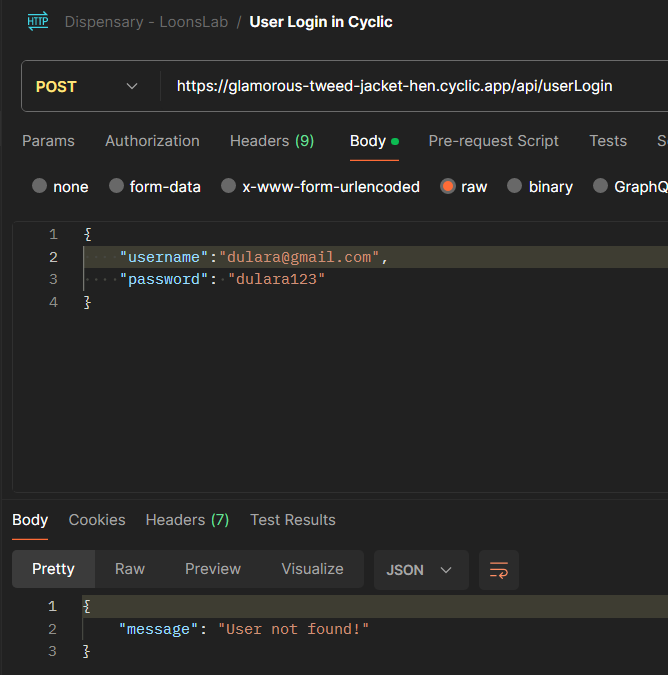 HTTP Dispensary - LoonsLab / User Login in Cyclic
POST https://glamorous-tweed-jacket-hen.cyclic.app/api/userLogin
Params Authorization Headers (9) Body Pre-request Script Tests
none form-data x-www-form-urlencoded raw binary GraphQ
1 {
2 "username":"dulara@gmail.com",
3 "password": "dulara123"
4 }
Body Cookies Headers (7) Test Results
Pretty Raw Preview Visualize JSON
1 {
2 "message": "User not found!"
3 }